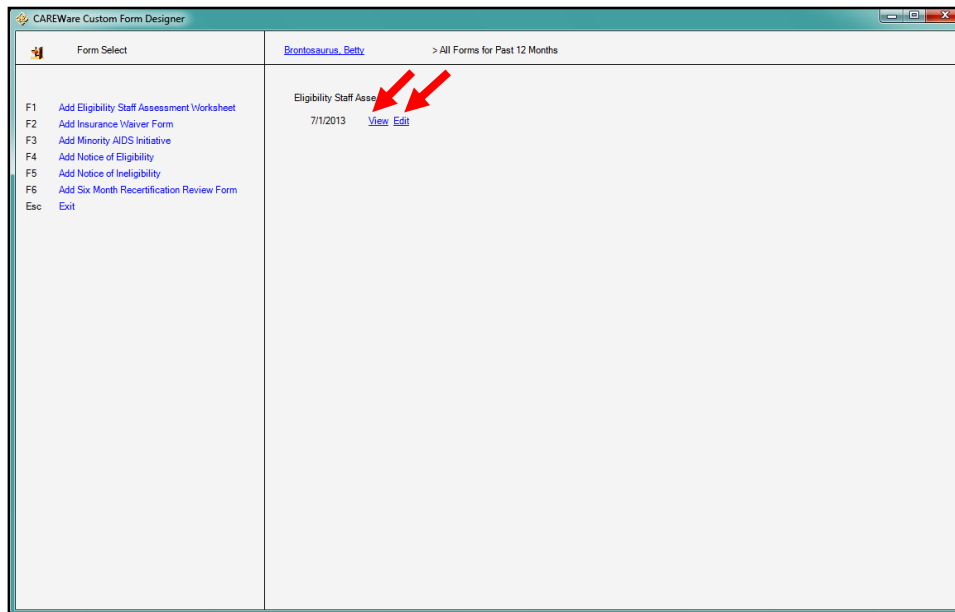 CAREWare Custom Form Designer
Form Select
Brontosaurus, Betty > All Forms for Past 12 Months
F1 Add Eligibility Staff Assessment Worksheet
F2 Add Insurance Waiver Form
F3 Add Minority AIDS Initiative
F4 Add Notice of Eligibility
F5 Add Notice of Ineligibility
F6 Add Six Month Recertification Review Form
Esc Exit
Eligibility Staff Asse
7/1/2013 View Edit